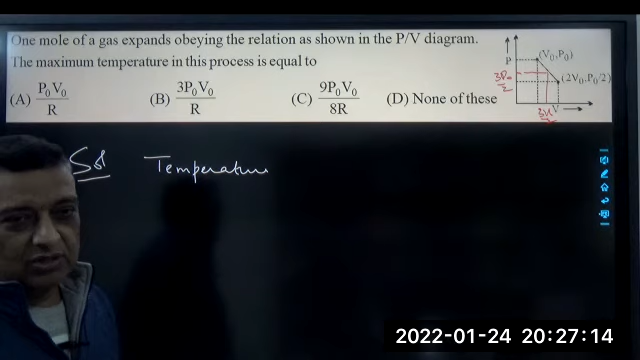 One mole of a gas expands obeying the relation as shown in the P/V diagram.
The maximum temperature in this process is equal to
(A) P₀V₀/R (B) 3P₀V₀/R (C) 9P₀V₀/8R (D) None of these
P
(V₀,P₀)
(2V₀,P₀/2)
V
Sol Temperature
2022-01-24 20:27:14